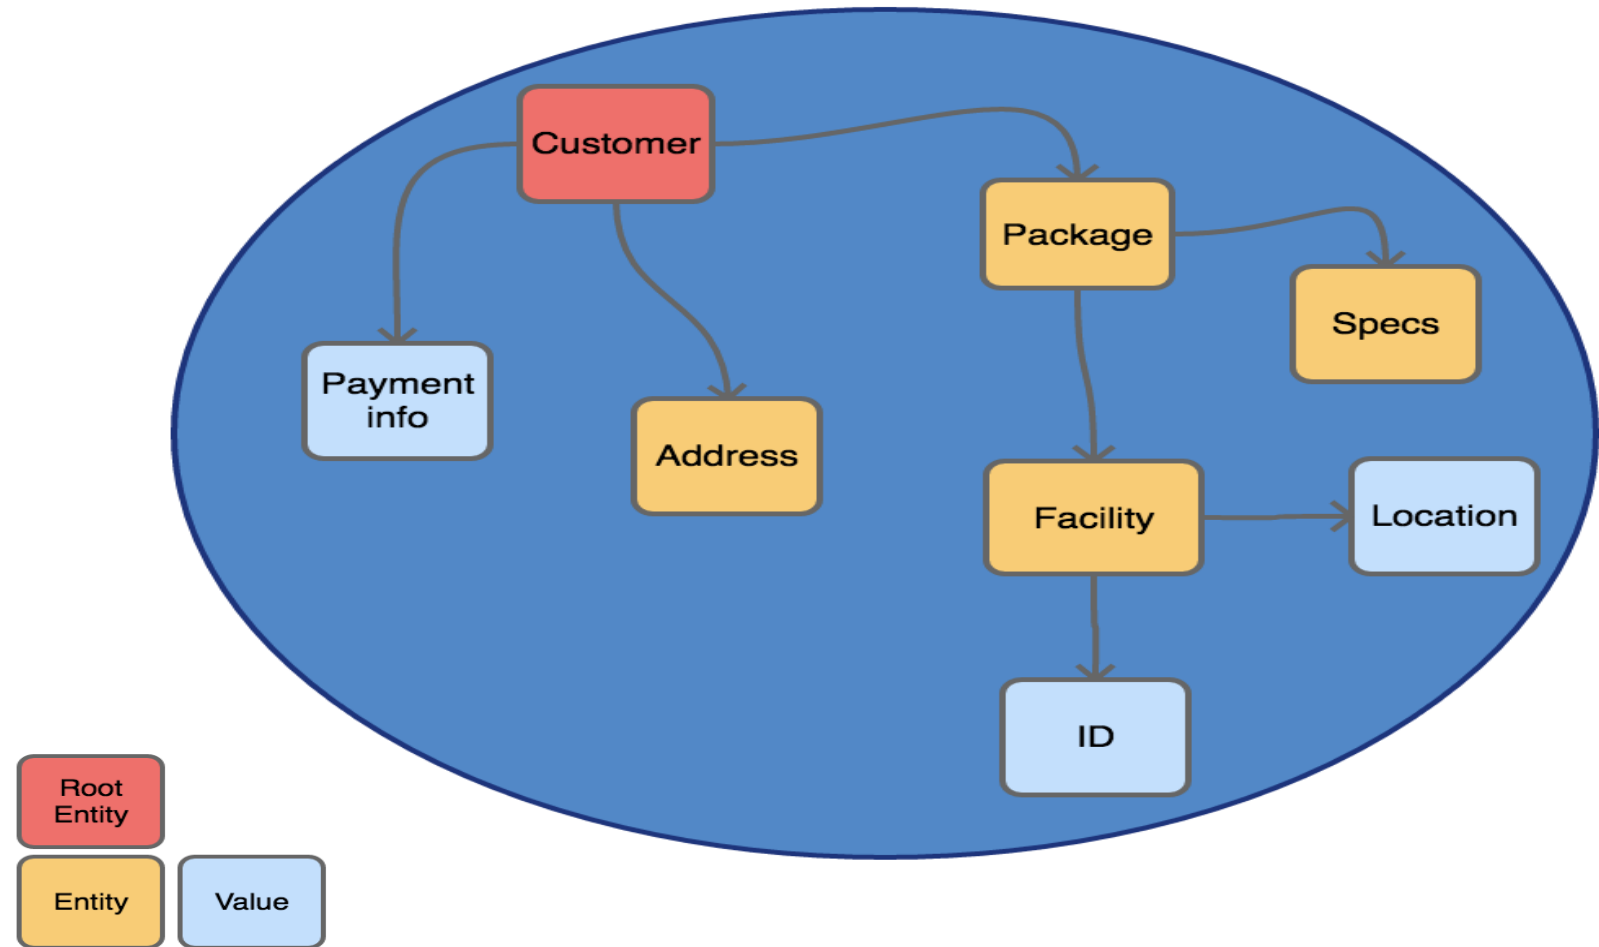 Customer
Package
Specs
Payment
info
Address
Facility
Location
ID
Root
Entity
Entity
Value